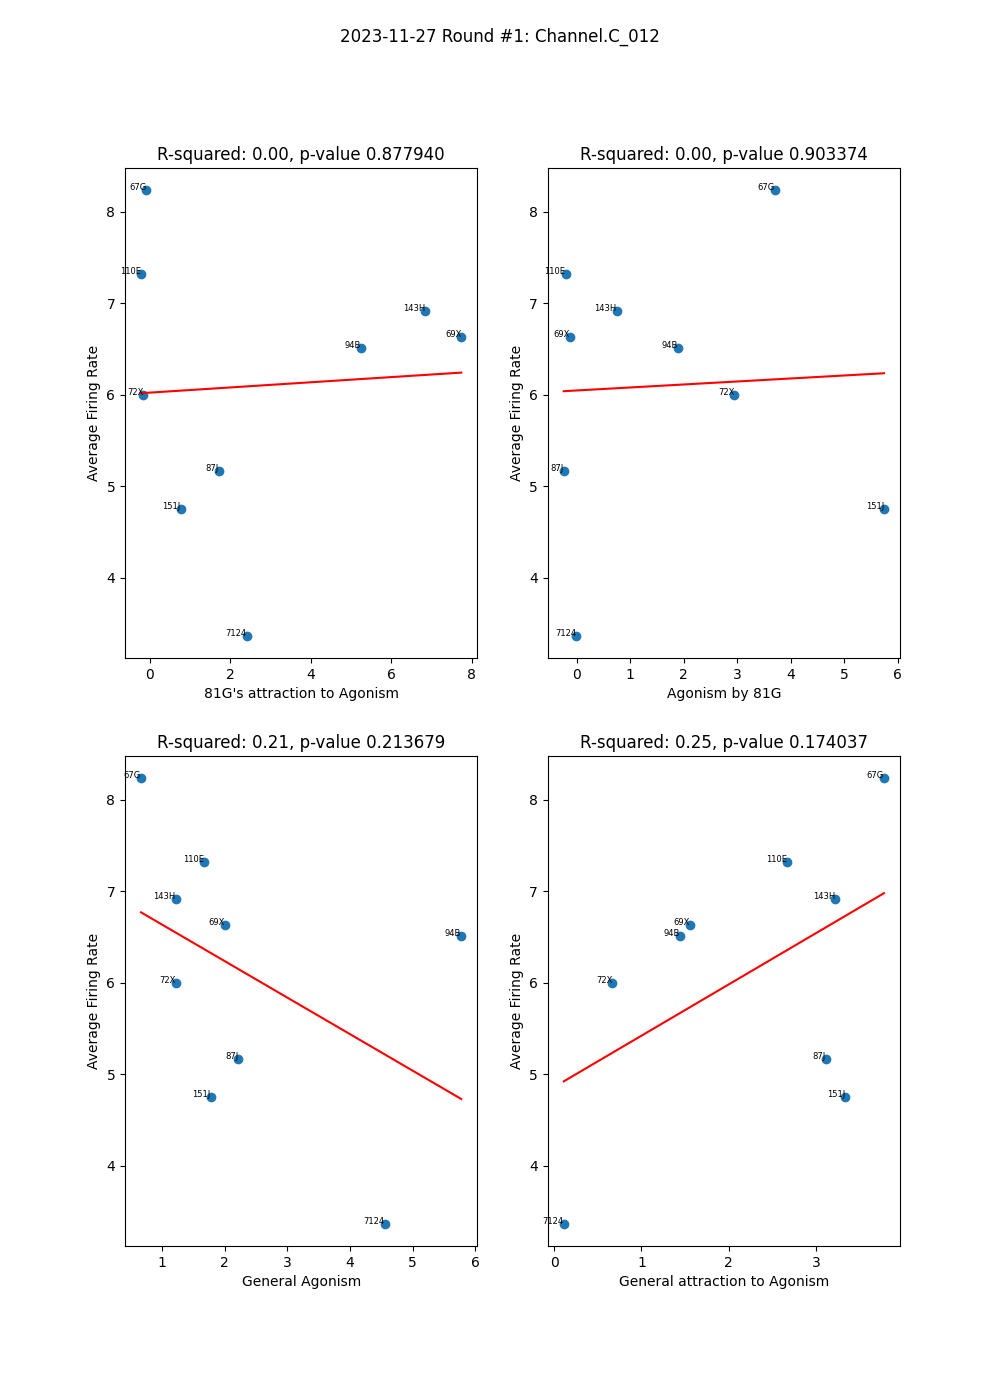 2023-11-27 Round #1: Channel.C_012
R-squared: 0.00, p-value 0.877940
67G
110E
143H
69X
94B
72X
87J
151J
7124
8
7
6
5
4
Average Firing Rate
0 2 4 6 8
81G's attraction to Agonism
R-squared: 0.00, p-value 0.903374
67G
110E
143H
69X
94B
72X
87J
151J
7124
8
7
6
5
4
Average Firing Rate
0 1 2 3 4 5 6
Agonism by 81G
R-squared: 0.21, p-value 0.213679
67G
110E
143H
69X
94B
72X
87J
151J
7124
8
7
6
5
4
Average Firing Rate
1 2 3 4 5 6
General Agonism
R-squared: 0.25, p-value 0.174037
67G
110E
143H
69X
94B
72X
87J
151J
7124
8
7
6
5
4
Average Firing Rate
0 1 2 3
General attraction to Agonism